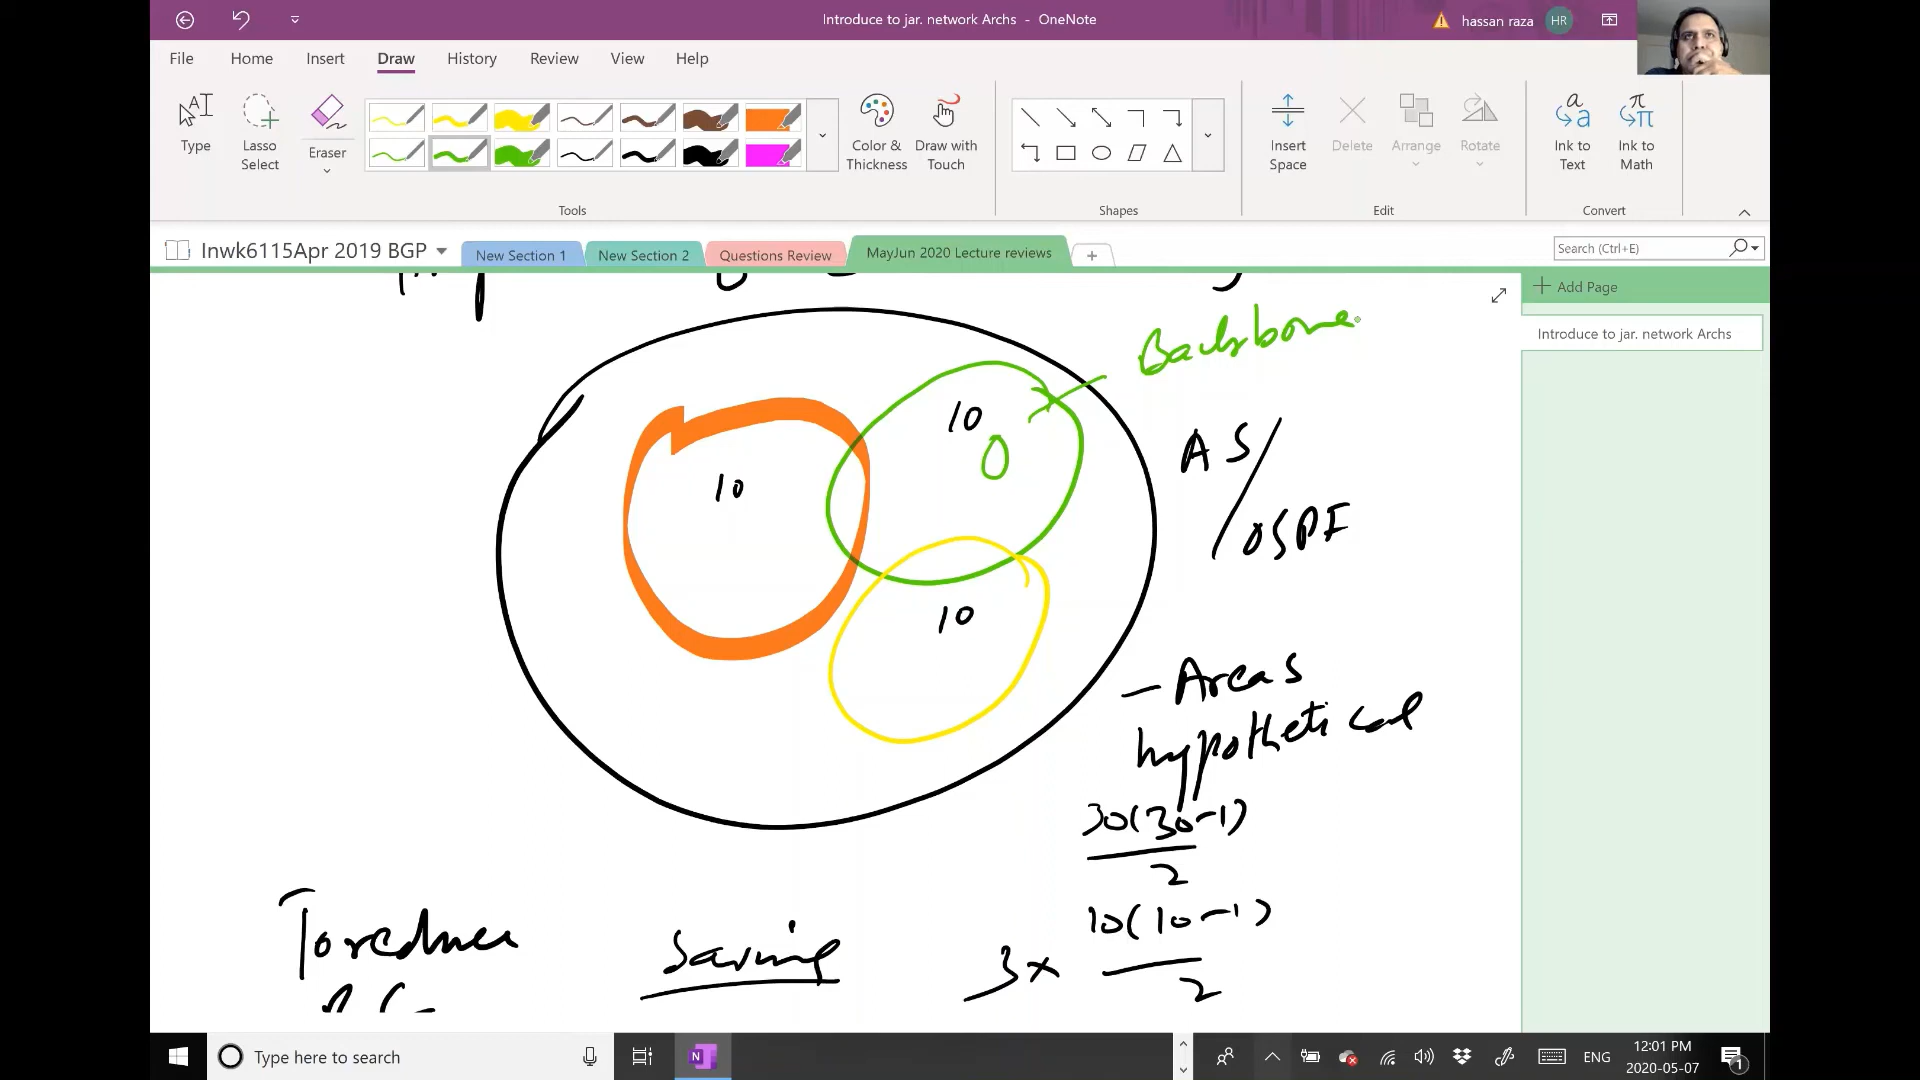 Introduce to jar. network Archs - OneNote
hassan raza
HR
File Home Insert Draw History Review View Help
Type
Lasso Select
Eraser
Color & Thickness
Draw with Touch
Insert Space
Delete
Arrange
Rotate
Ink to Text
Ink to Math
Tools
Shapes
Edit
Convert
Inwk6115Apr 2019 BGP
New Section 1
New Section 2
Questions Review
MayJun 2020 Lecture reviews
Search (Ctrl+E)
Add Page
Introduce to jar. network Archs
Backbone
10
0
AS/
OSPF
10
10
- Areas
hypothetical
30(30-1)
2
10(10-1)
3x
2
To reduce
Saving
Type here to search
ENG
12:01 PM
2020-05-07
1